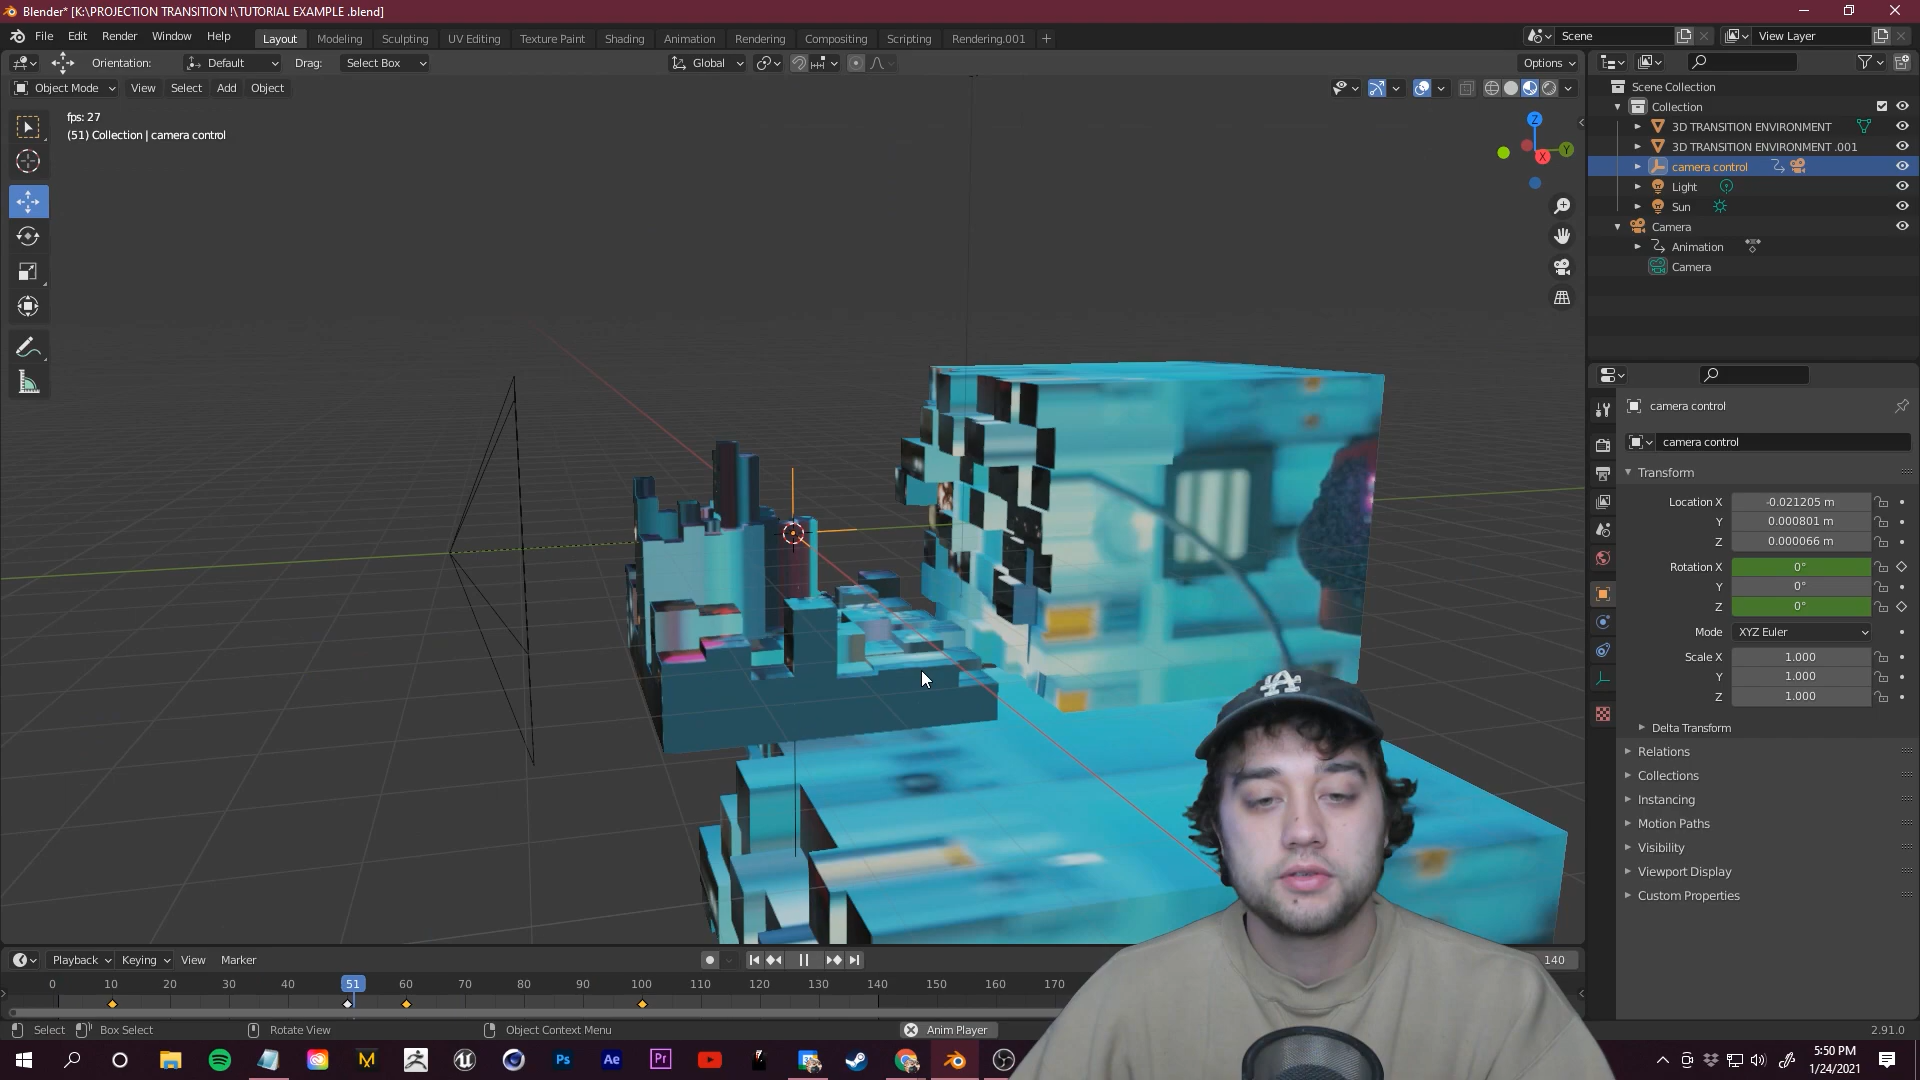 Blender* [K:\PROJECTION TRANSITION !\TUTORIAL EXAMPLE .blend]
File Edit Render Window Help Layout Modeling Sculpting UV Editing Texture Paint Shading Animation Rendering Compositing Scripting Rendering.001 + Scene View Layer
Orientation: Default Drag: Select Box Global Options
Object Mode View Select Add Object
fps: 27
(51) Collection | camera control
Z
Y
X
Scene Collection
Collection
3D TRANSITION ENVIRONMENT
3D TRANSITION ENVIRONMENT .001
camera control
Light
Sun
Camera
Animation
Camera
camera control
camera control
Transform
Location X -0.021205 m
Y 0.000801 m
Z 0.000066 m
Rotation X 0°
Y 0°
Z 0°
Mode XYZ Euler
Scale X 1.000
Y 1.000
Z 1.000
Delta Transform
Relations
Collections
Instancing
Motion Paths
Visibility
Viewport Display
Custom Properties
LA
Playback Keying View Marker 140
0 10 20 30 40 51 60 70 80 90 100 110 120 130 140 150 160 170
Select Box Select Rotate View Object Context Menu Anim Player 2.91.0
Ps Ae Pr
5:50 PM
1/24/2021